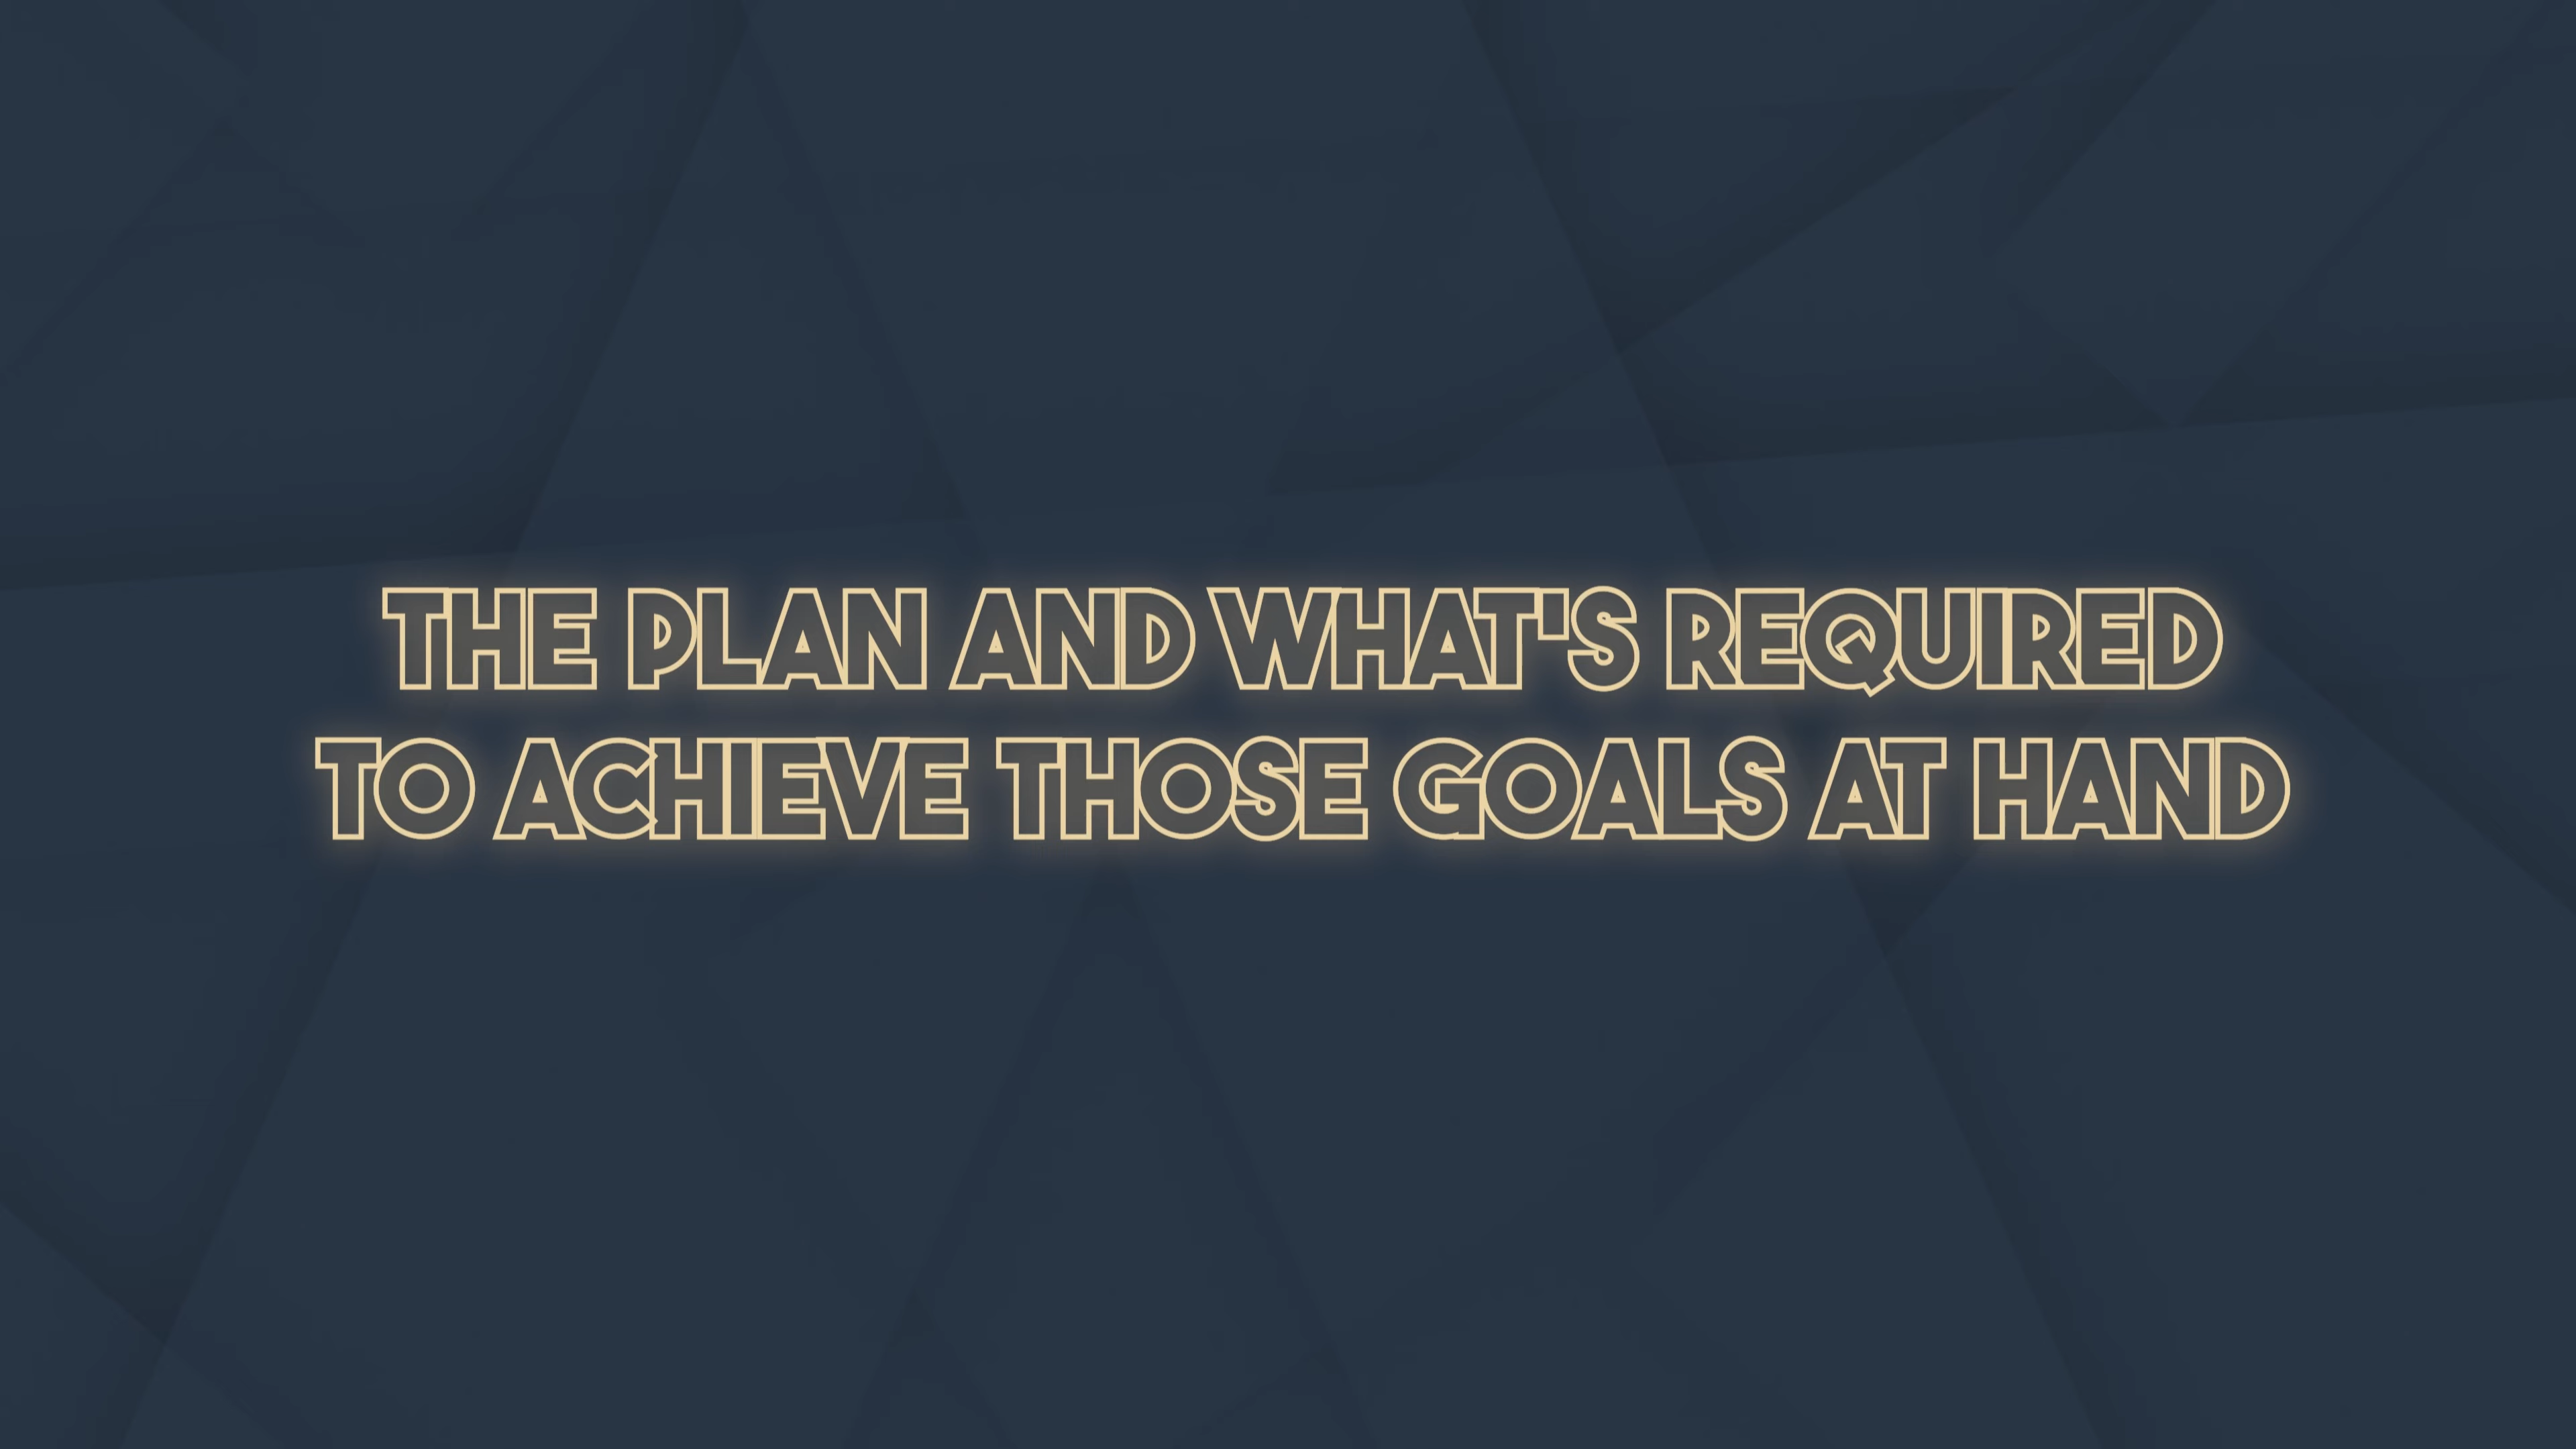 THE PLAN AND WHAT'S REQUIRED
TO ACHIEVE THOSE GOALS AT HAND